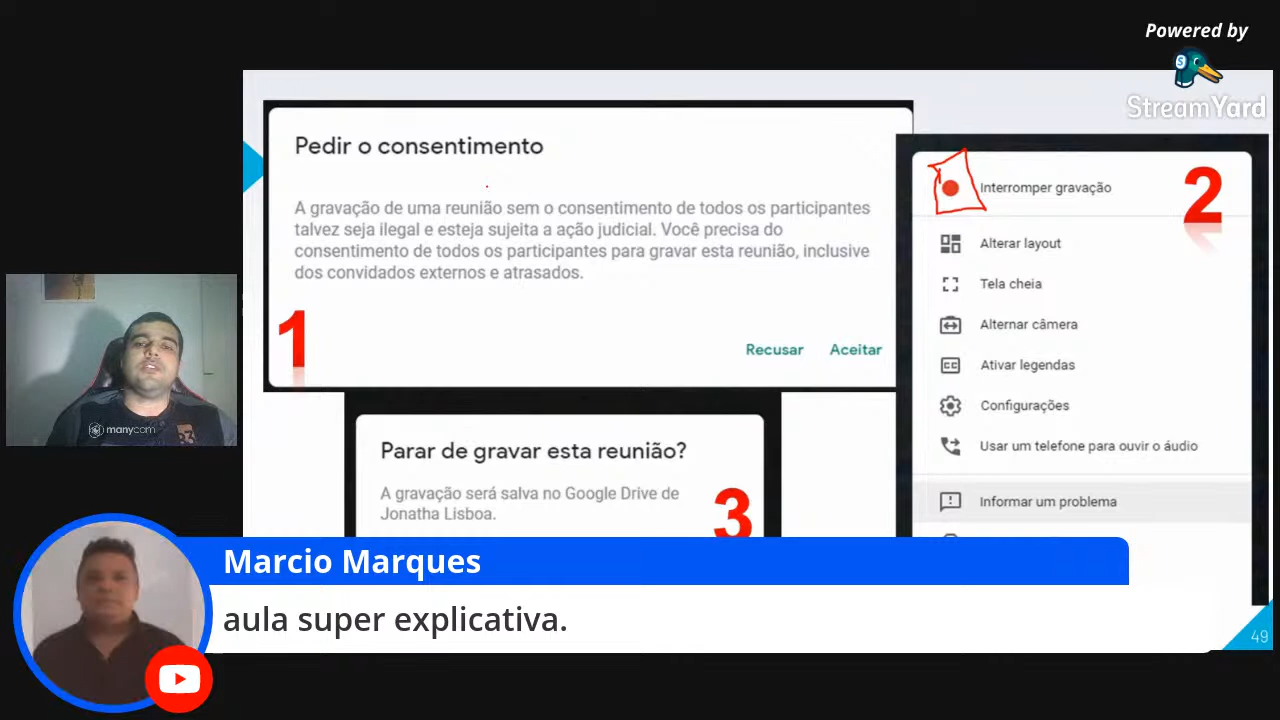 Powered by
StreamYard
Pedir o consentimento
A gravação de uma reunião sem o consentimento de todos os participantes
talvez seja ilegal e esteja sujeita a ação judicial. Você precisa do
consentimento de todos os participantes para gravar esta reunião, inclusive
dos convidados externos e atrasados.
1
Recusar Aceitar
Interromper gravação
2
Alterar layout
Tela cheia
Alternar câmera
Ativar legendas
Configurações
Usar um telefone para ouvir o áudio
Informar um problema
Parar de gravar esta reunião?
A gravação será salva no Google Drive de
Jonatha Lisboa.
3
manycam
Marcio Marques
aula super explicativa.
49